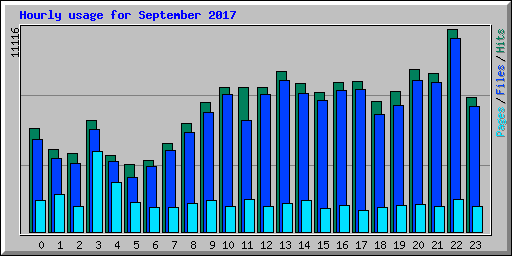 Hourly usage for September 2017
11116
Pages/Files/Hits
0 1 2 3 4 5 6 7 8 9 10 11 12 13 14 15 16 17 18 19 20 21 22 23